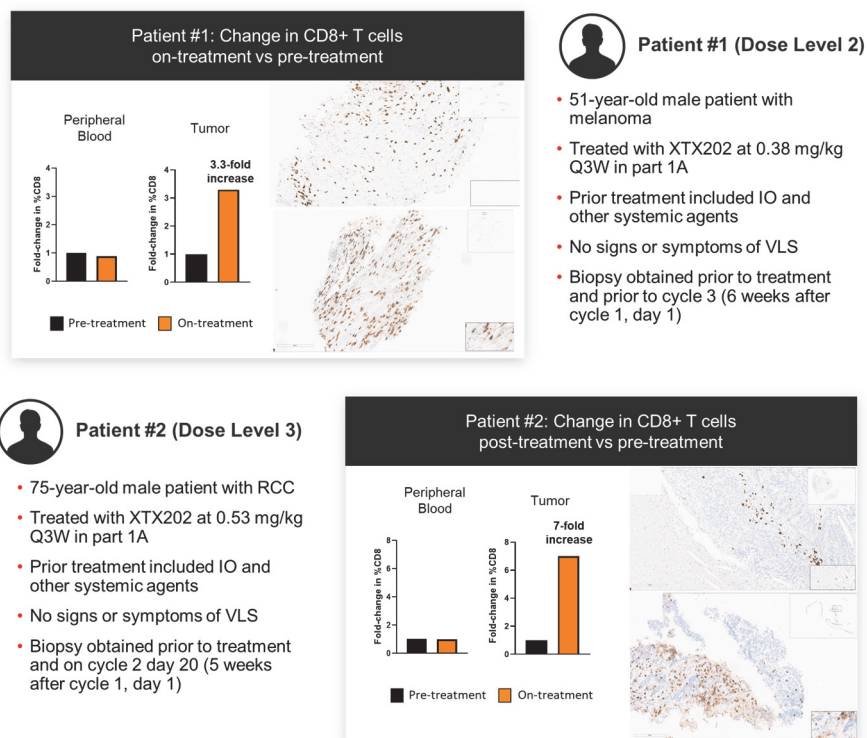 Patient #1: Change in CD8+ T cells
on-treatment vs pre-treatment
Peripheral
Blood
Fold-change in %CD8
4
3
2
1
0
Tumor
3.3-fold
increase
Fold-change in %CD8
4
3
2
1
0
Pre-treatment
On-treatment
Patient #1 (Dose Level 2)
• 51-year-old male patient with
melanoma
• Treated with XTX202 at 0.38 mg/kg
Q3W in part 1A
• Prior treatment included IO and
other systemic agents
• No signs or symptoms of VLS
• Biopsy obtained prior to treatment
and prior to cycle 3 (6 weeks after
cycle 1, day 1)
Patient #2 (Dose Level 3)
• 75-year-old male patient with RCC
• Treated with XTX202 at 0.53 mg/kg
Q3W in part 1A
• Prior treatment included IO and
other systemic agents
• No signs or symptoms of VLS
• Biopsy obtained prior to treatment
and on cycle 2 day 20 (5 weeks
after cycle 1, day 1)
Patient #2: Change in CD8+ T cells
post-treatment vs pre-treatment
Peripheral
Blood
Fold-change in %CD8
8
6
4
2
0
Tumor
7-fold
increase
Fold-change in %CD8
8
6
4
2
0
Pre-treatment
On-treatment